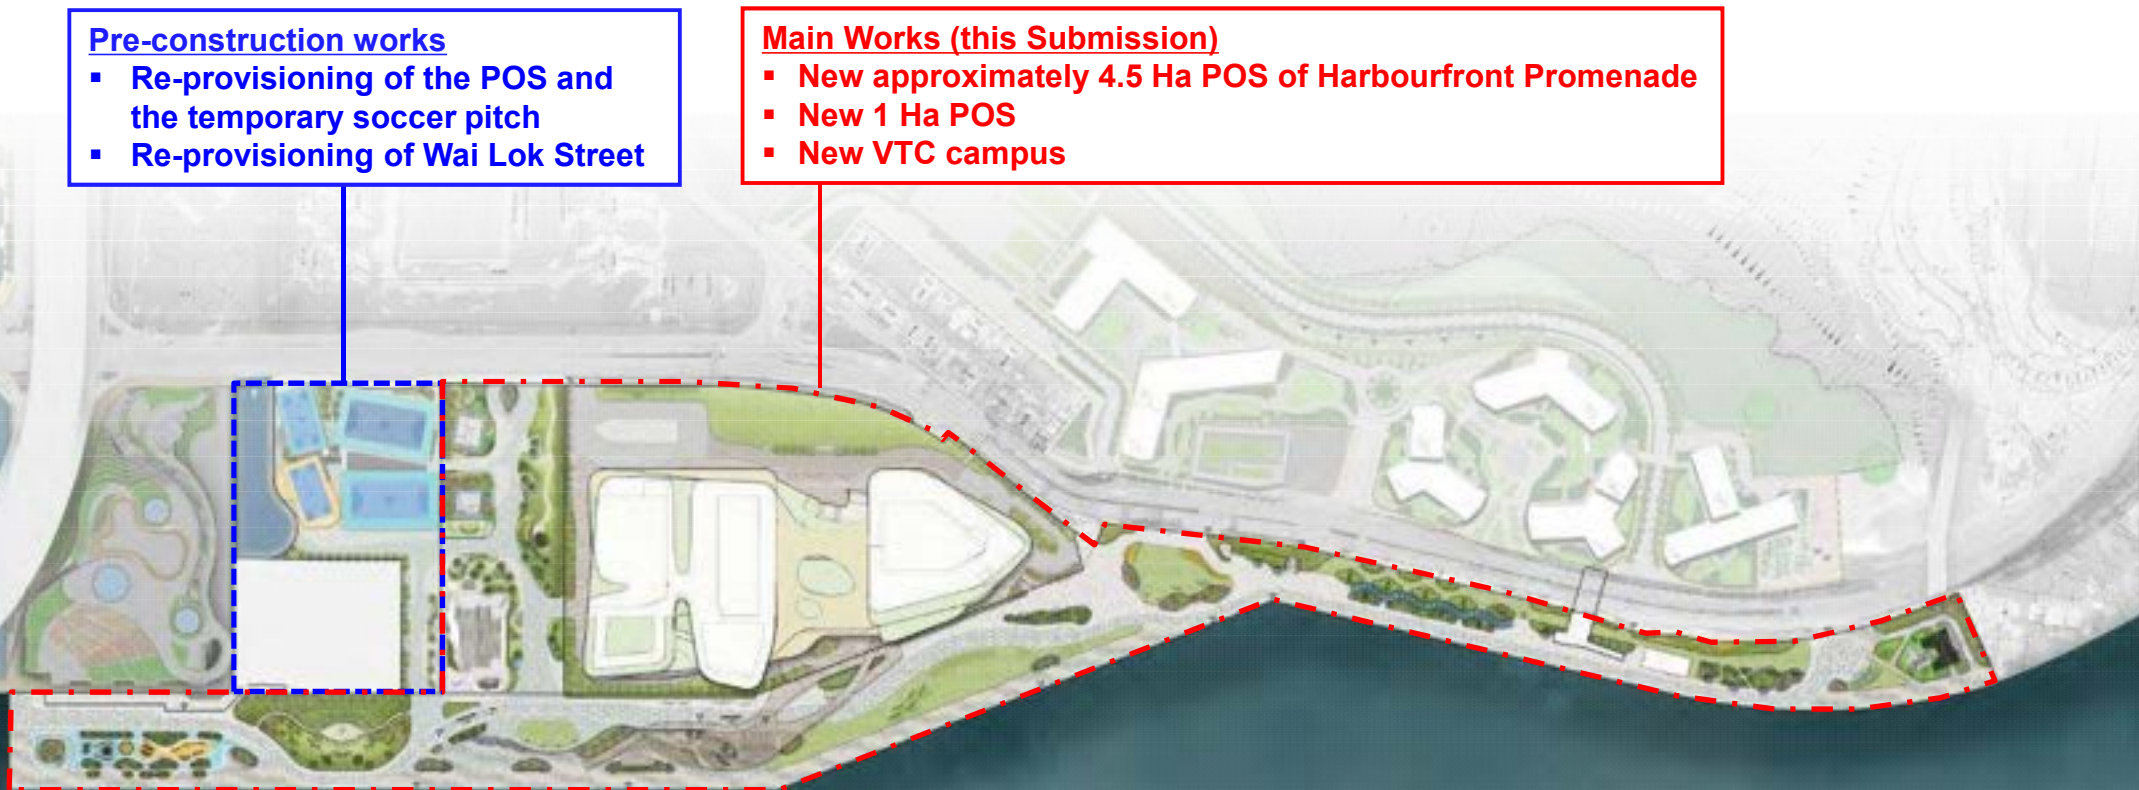 Pre-construction works
▪ Re-provisioning of the POS and
the temporary soccer pitch
▪ Re-provisioning of Wai Lok Street
Main Works (this Submission)
▪ New approximately 4.5 Ha POS of Harbourfront Promenade
▪ New 1 Ha POS
▪ New VTC campus